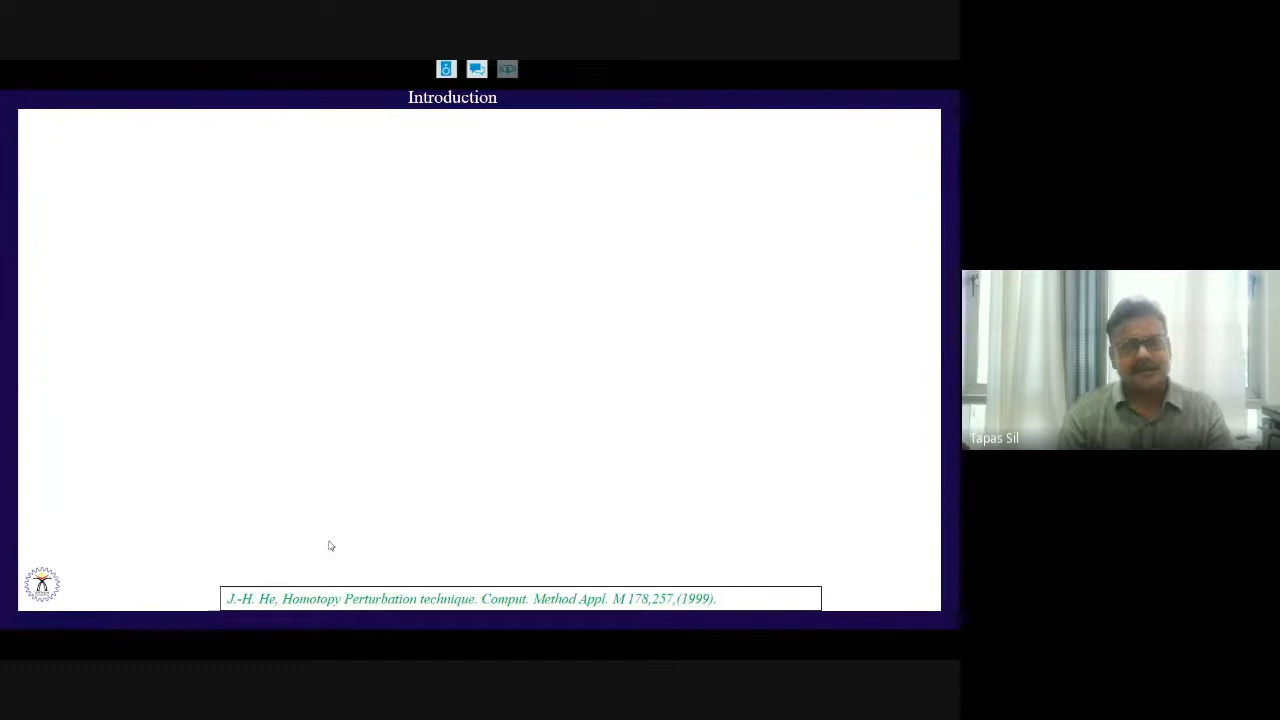 Introduction
Tapas Sil
J.-H. He, Homotopy Perturbation technique. Comput. Method Appl. M 178,257,(1999).